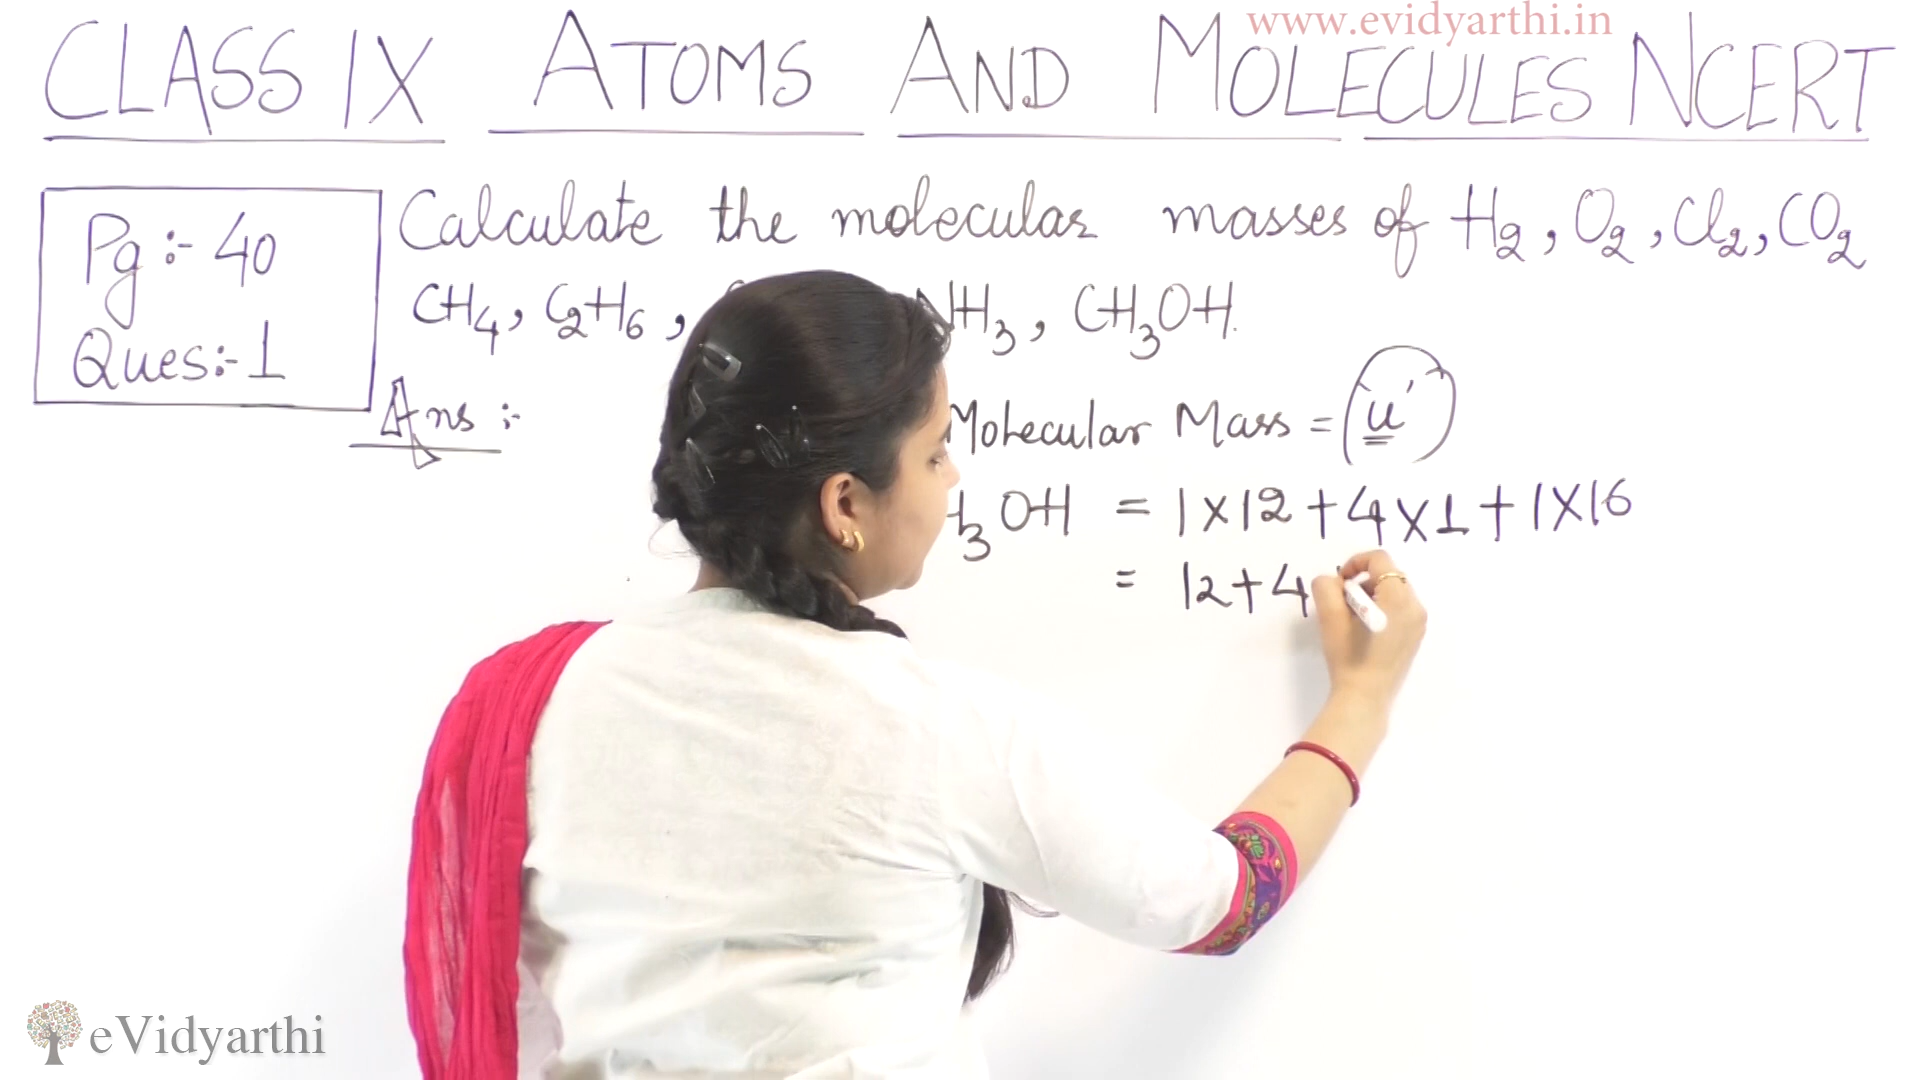 www.evidyarthi.in
CLASS IX ATOMS AND MOLECULES NCERT
Pg:- 40
Ques:- 1
Calculate the molecular masses of H2, O2, Cl2, CO2
CH4, C2H6, NH3, CH3OH.
Ans :-
Molecular Mass = 'u'
3OH = 1 X 12 + 4 X 1 + 1 X 16
= 12 + 4
eVidyarthi